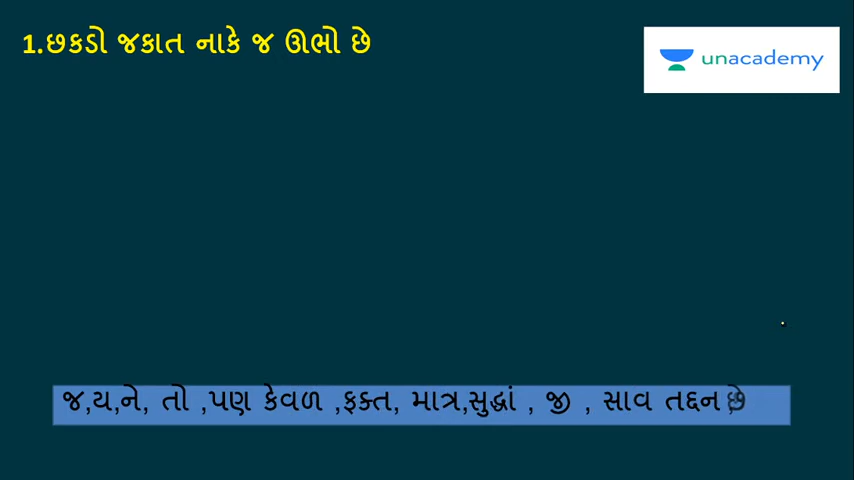 1.છકડો જકાત નાકે જ ઊભો છે
unacademy
જ,ય,ને, તો ,પણ કેવળ ,ફક્ત, માત્ર,સુદ્ધાં , જી , સાવ તદ્દન